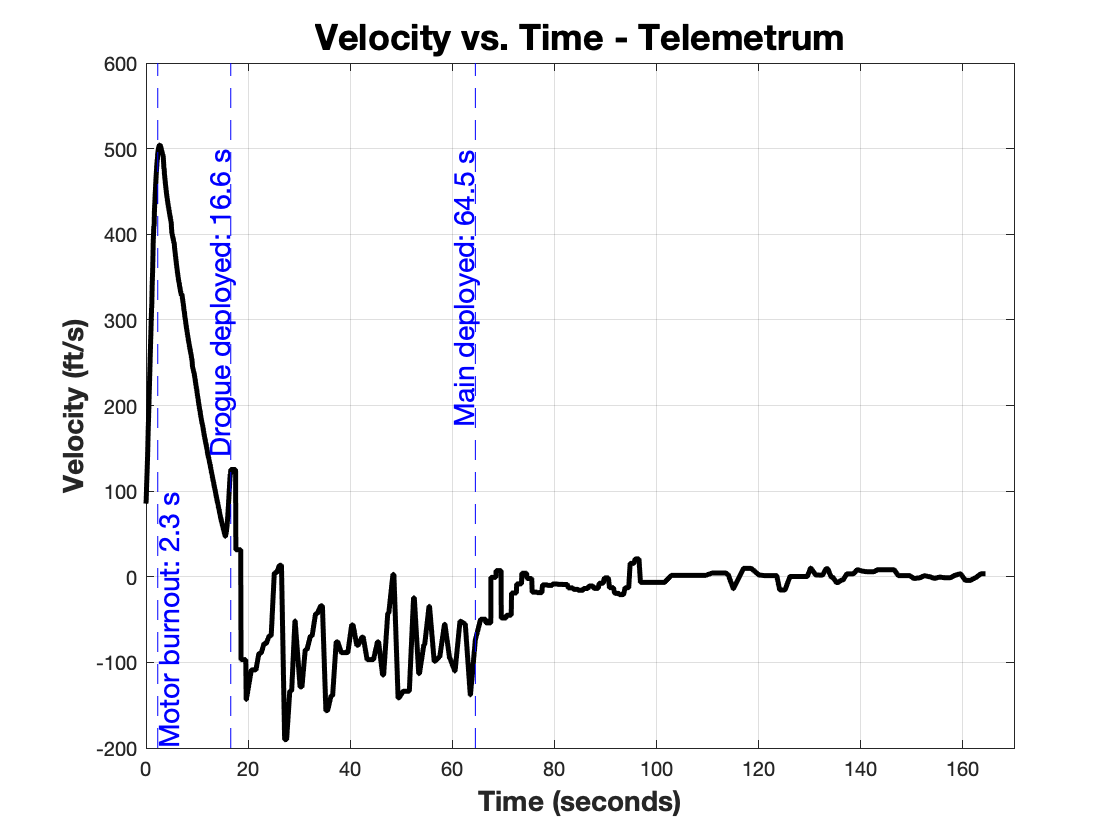 Velocity vs. Time - Telemetrum
600
500
400
300
200
100
0
-100
-200
Velocity (ft/s)
Motor burnout: 2.3 s
Drogue deployed: 16.6 s
Main deployed: 64.5 s
0 20 40 60 80 100 120 140 160
Time (seconds)